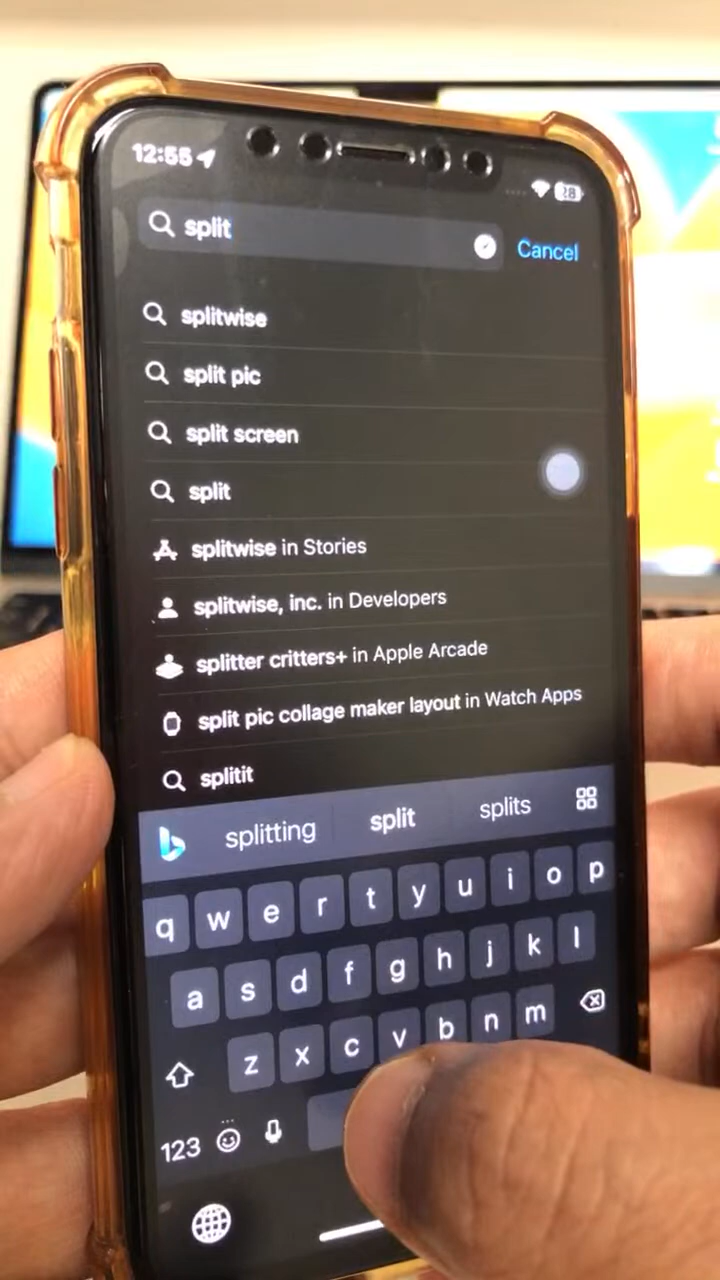 12:55
28
split
Cancel
splitwise
split pic
split screen
split
splitwise in Stories
splitwise, inc. in Developers
splitter critters+ in Apple Arcade
split pic collage maker layout in Watch Apps
splitit
splitting split splits
q w e r t y u i o p
a s d f g h j k l
z x c v b n m
123